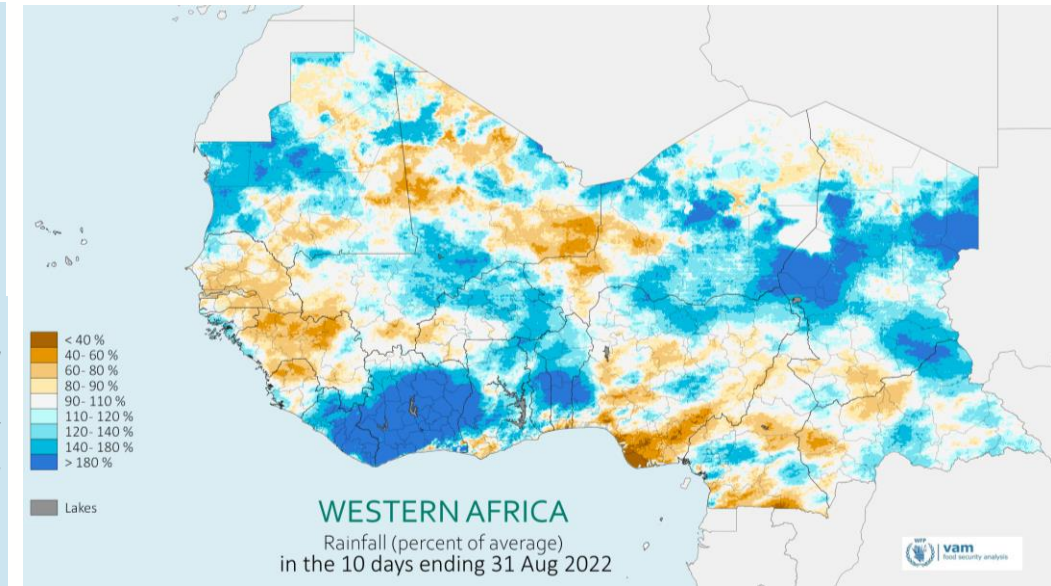 < 40 %
40- 60 %
60- 80 %
80- 90 %
90- 110 %
110- 120 %
120- 140 %
140- 180 %
> 180 %
Lakes
WESTERN AFRICA
Rainfall (percent of average)
in the 10 days ending 31 Aug 2022
WFP
vam
food security analysis